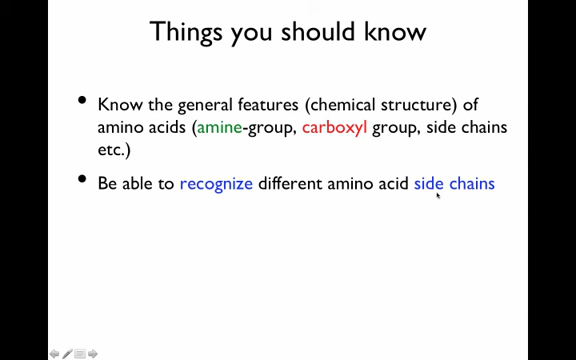 Things you should know
• Know the general features (chemical structure) of
amino acids (amine-group, carboxyl group, side chains
etc.)
• Be able to recognize different amino acid side chains